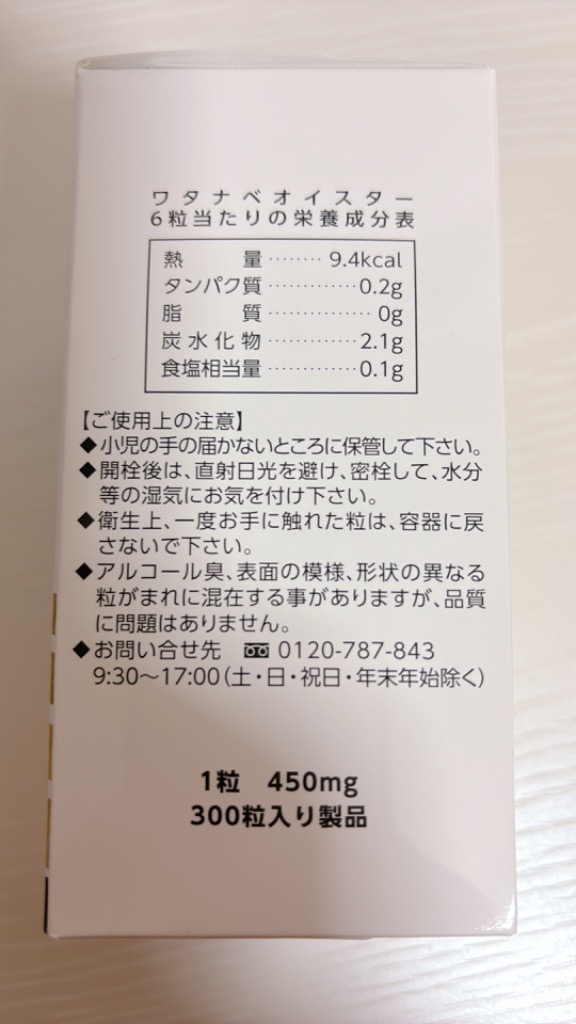 ワタナベオイスター
6粒当たりの栄養成分表
熱量………9.4kcal
タンパク質…………0.2g
脂質……………0g
炭水化物…………2.1g
食塩相当量…………0.1g
【ご使用上の注意】
◆小児の手の届かないところに保管して下さい。
◆開栓後は、直射日光を避け、密栓して、水分
等の湿気にお気を付け下さい。
◆衛生上、一度お手に触れた粒は、容器に戻
さないで下さい。
◆アルコール臭、表面の模様、形状の異なる
粒がまれに混在する事がありますが、品質
に問題はありません。
◆お問い合せ先 0120-787-843
9:30〜17:00(土・日・祝日・年末年始除く)
1粒 450mg
300粒入り製品